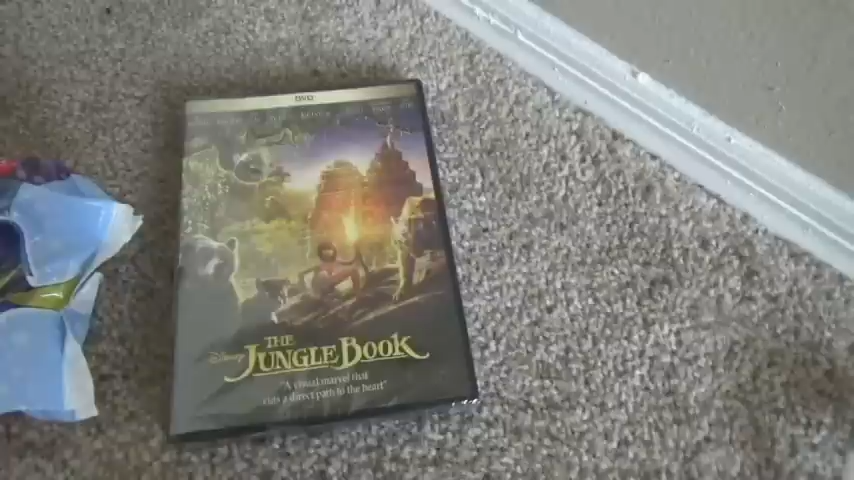 DVD
THE
Disney JUNGLE BOOK
"A visual marvel that
cuts a direct path to the heart"